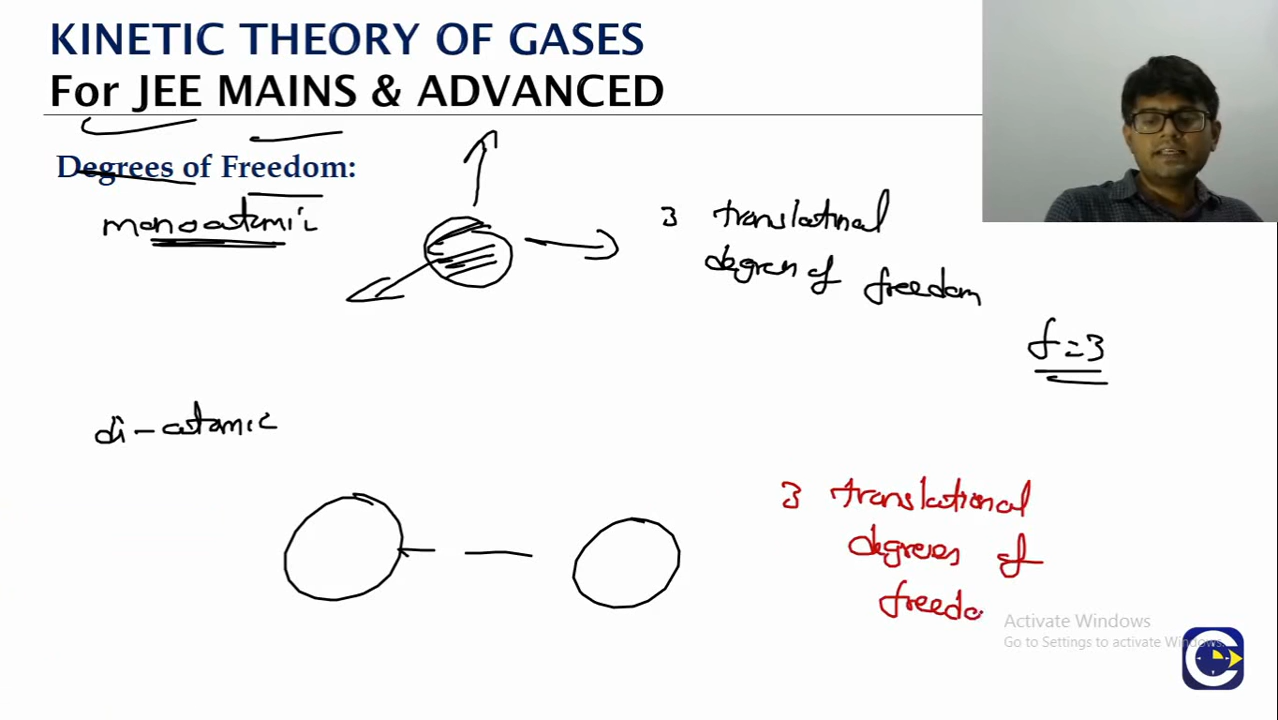 KINETIC THEORY OF GASES
For JEE MAINS & ADVANCED
Degrees of Freedom:
monoatomic
3 translational
degrees of freedom
f=3
di-atomic
3 translational
degrees of
freedo
Activate Windows
Go to Settings to activate Windows.